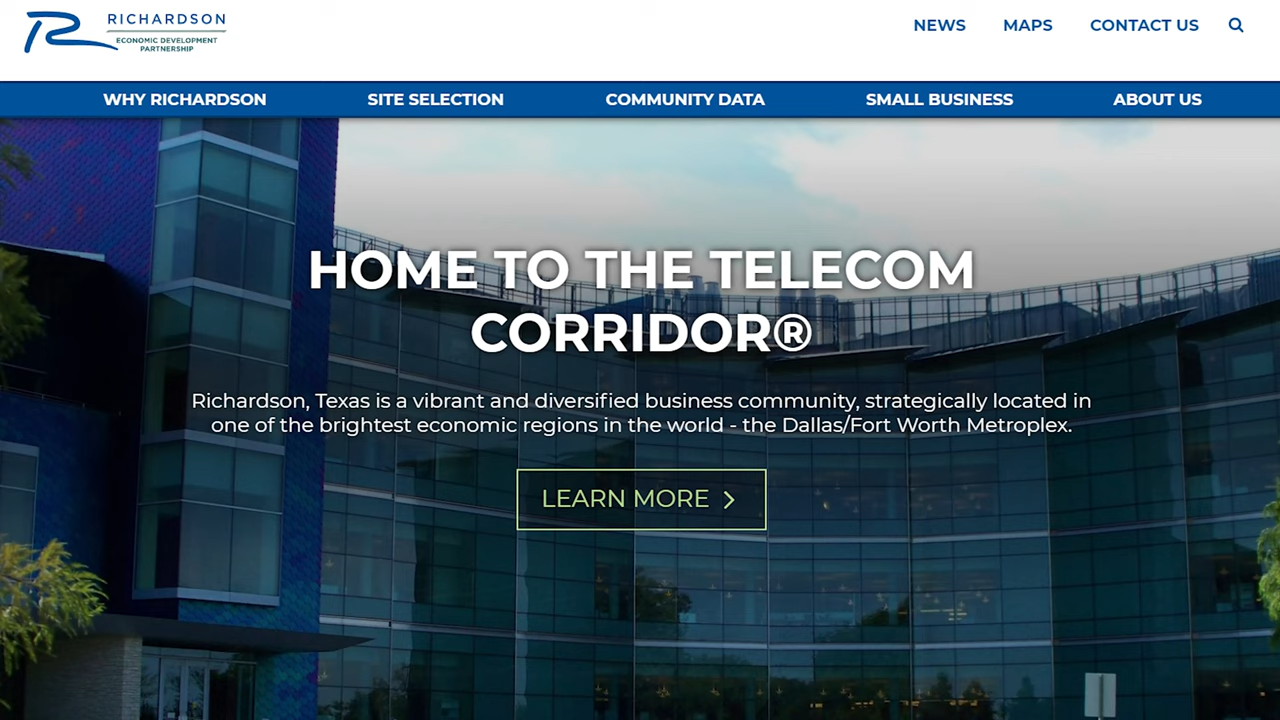 RICHARDSON
ECONOMIC DEVELOPMENT
PARTNERSHIP
NEWS
MAPS
CONTACT US
WHY RICHARDSON
SITE SELECTION
COMMUNITY DATA
SMALL BUSINESS
ABOUT US
HOME TO THE TELECOM
CORRIDOR®
Richardson, Texas is a vibrant and diversified business community, strategically located in
one of the brightest economic regions in the world - the Dallas/Fort Worth Metroplex.
LEARN MORE